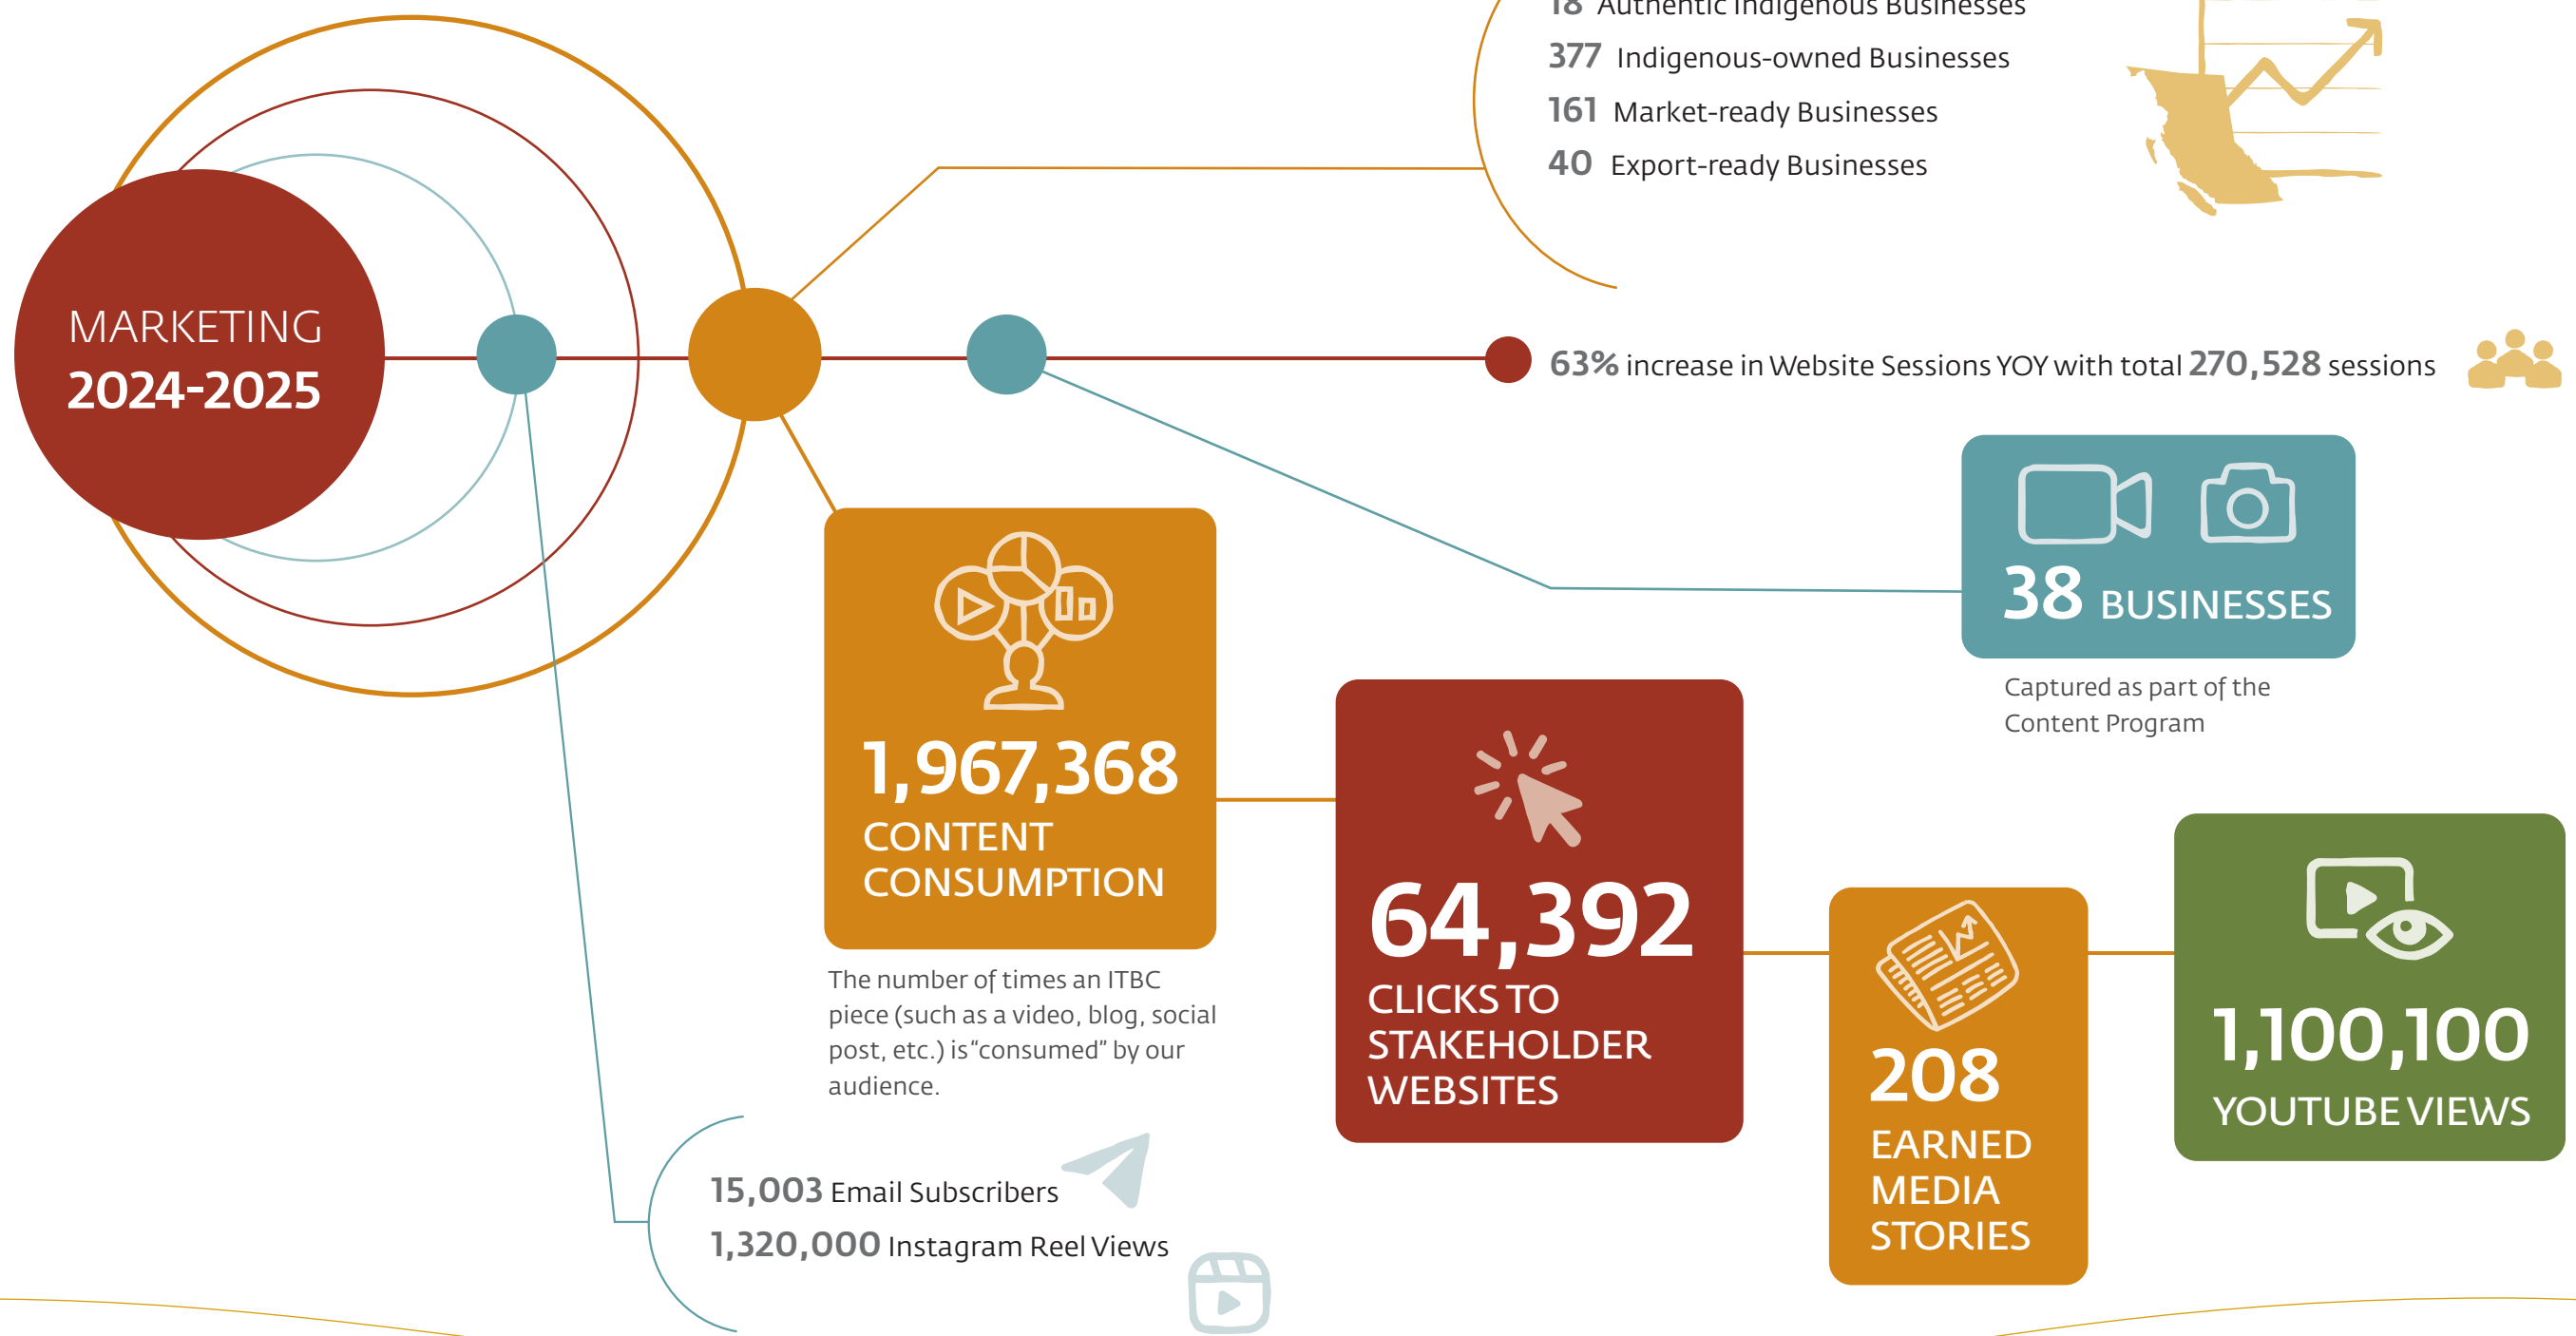 18 Authentic Indigenous Businesses
377 Indigenous-owned Businesses
161 Market-ready Businesses
40 Export-ready Businesses
MARKETING
2024-2025
63% increase in Website Sessions YOY with total 270,528 sessions
38 BUSINESSES
Captured as part of the
Content Program
1,967,368
CONTENT
CONSUMPTION
The number of times an ITBC
piece (such as a video, blog, social
post, etc.) is “consumed” by our
audience.
64,392
CLICKS TO
STAKEHOLDER
WEBSITES
208
EARNED
MEDIA
STORIES
1,100,100
YOUTUBE VIEWS
15,003 Email Subscribers
1,320,000 Instagram Reel Views